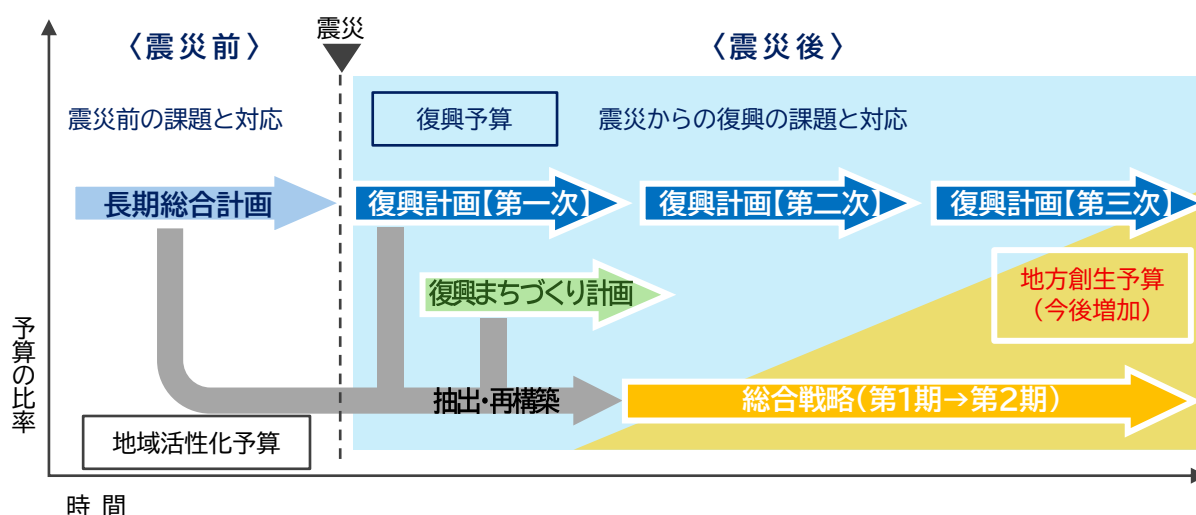 震災
〈震災前〉
〈震災後〉
震災前の課題と対応
復興予算
震災からの復興の課題と対応
長期総合計画
復興計画【第一次】
復興計画【第二次】
復興計画【第三次】
復興まちづくり計画
地方創生予算
（今後増加）
予算の比率
抽出・再構築
総合戦略（第1期→第2期）
地域活性化予算
時間